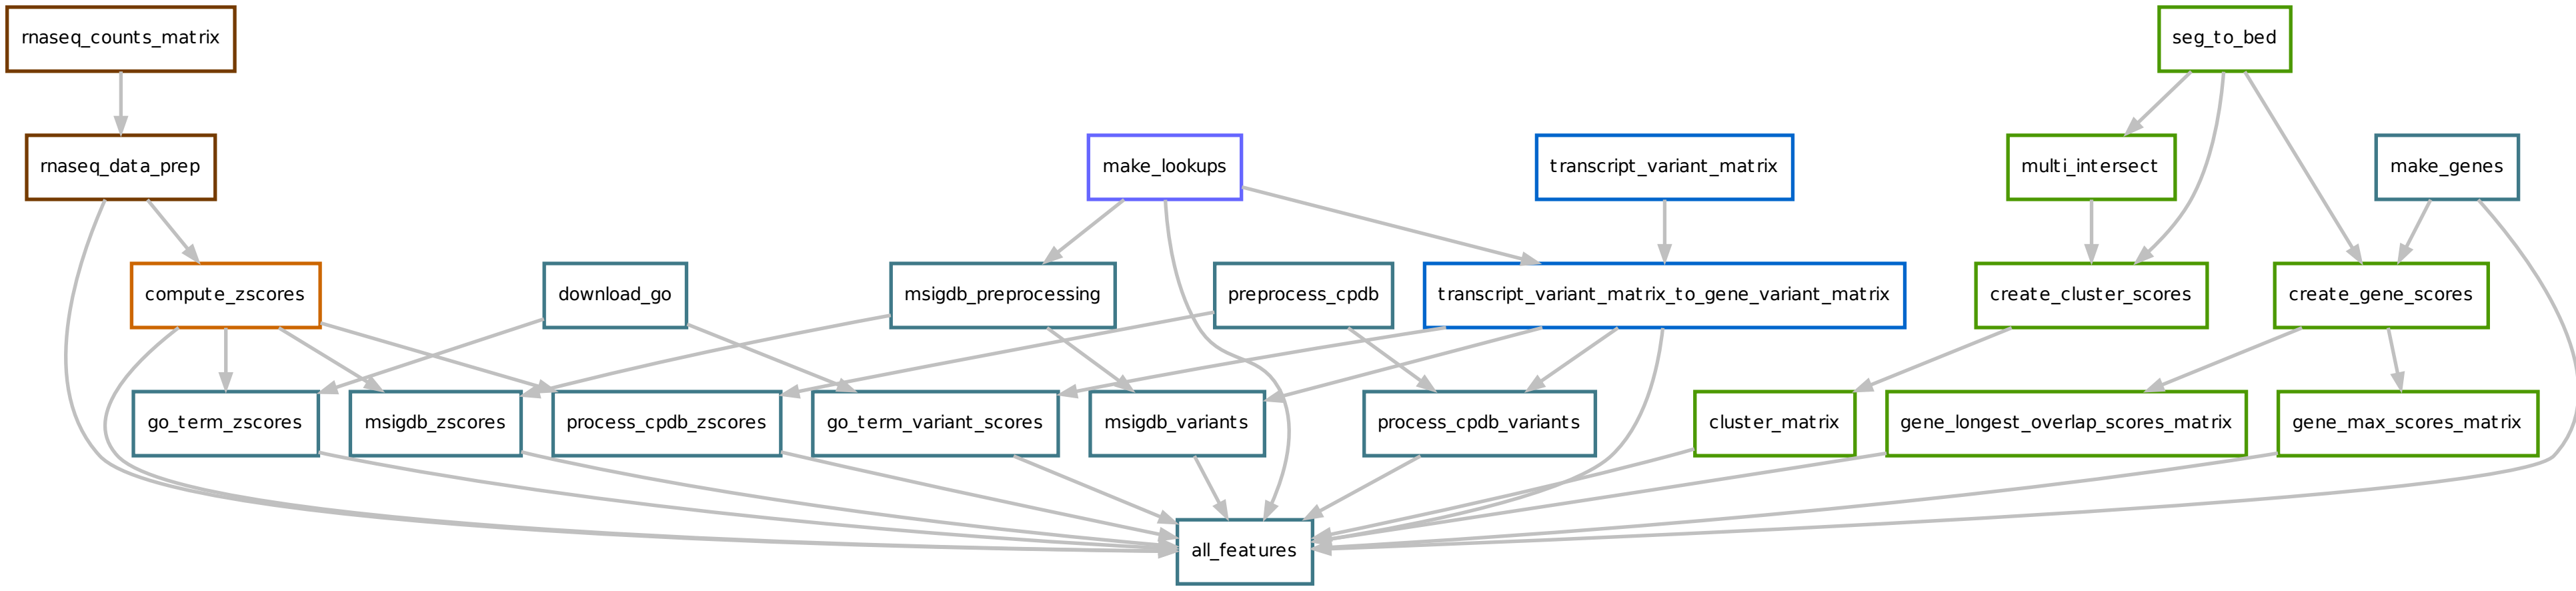 rnaseq_counts_matrix
seg_to_bed
rnaseq_data_prep
make_lookups
transcript_variant_matrix
multi_intersect
make_genes
compute_zscores
download_go
msigdb_preprocessing
preprocess_cpdb
transcript_variant_matrix_to_gene_variant_matrix
create_cluster_scores
create_gene_scores
go_term_zscores
msigdb_zscores
process_cpdb_zscores
go_term_variant_scores
msigdb_variants
process_cpdb_variants
cluster_matrix
gene_longest_overlap_scores_matrix
gene_max_scores_matrix
all_features